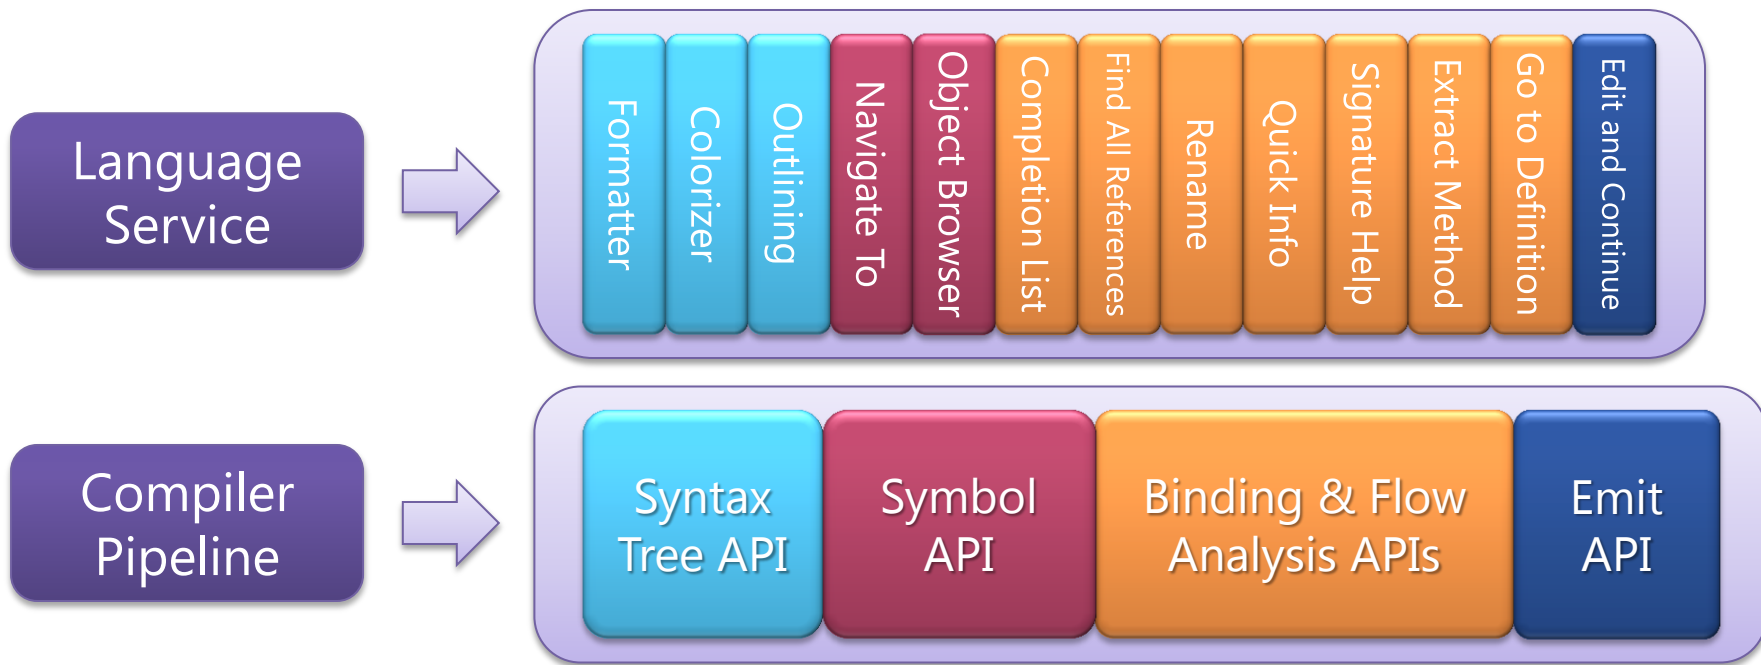 Language
Service
Formatter
Colorizer
Outlining
Navigate To
Object Browser
Completion List
Find All References
Rename
Quick Info
Signature Help
Extract Method
Go to Definition
Edit and Continue
Compiler
Pipeline
Syntax
Tree API
Symbol
API
Binding & Flow
Analysis APIs
Emit
API